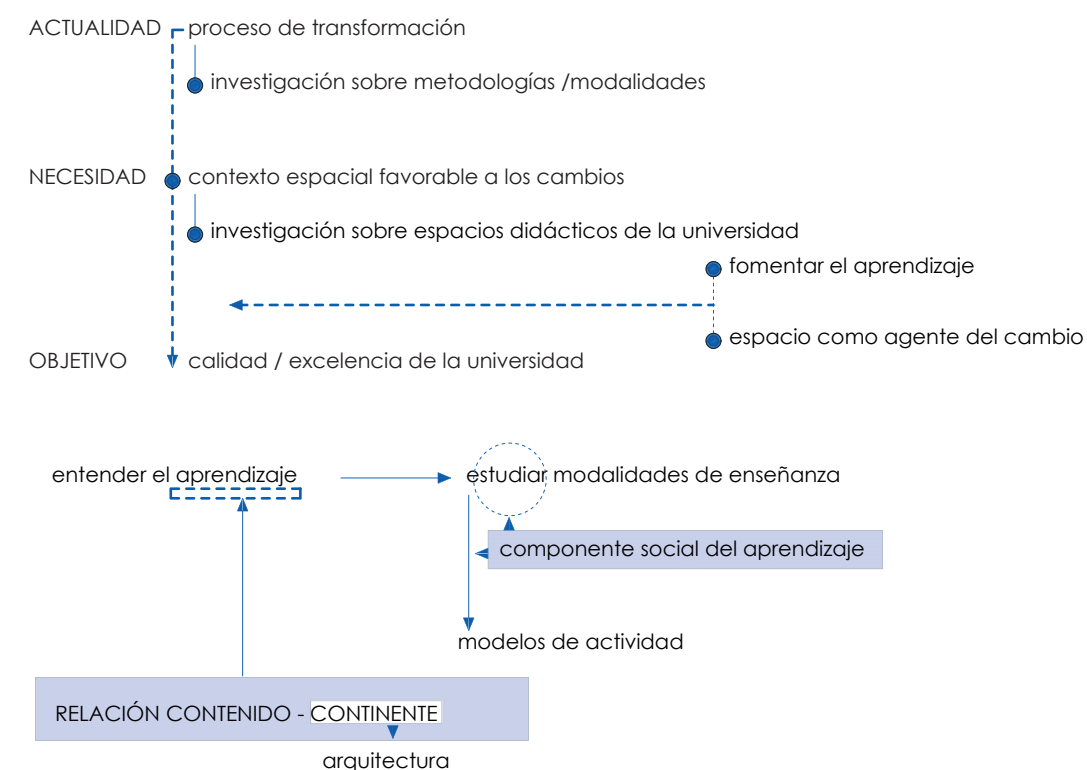 ACTUALIDAD proceso de transformación
investigación sobre metodologías /modalidades
NECESIDAD contexto espacial favorable a los cambios
investigación sobre espacios didácticos de la universidad
fomentar el aprendizaje
espacio como agente del cambio
OBJETIVO calidad / excelencia de la universidad
entender el aprendizaje estudiar modalidades de enseñanza
componente social del aprendizaje
modelos de actividad
RELACIÓN CONTENIDO - CONTINENTE
arquitectura